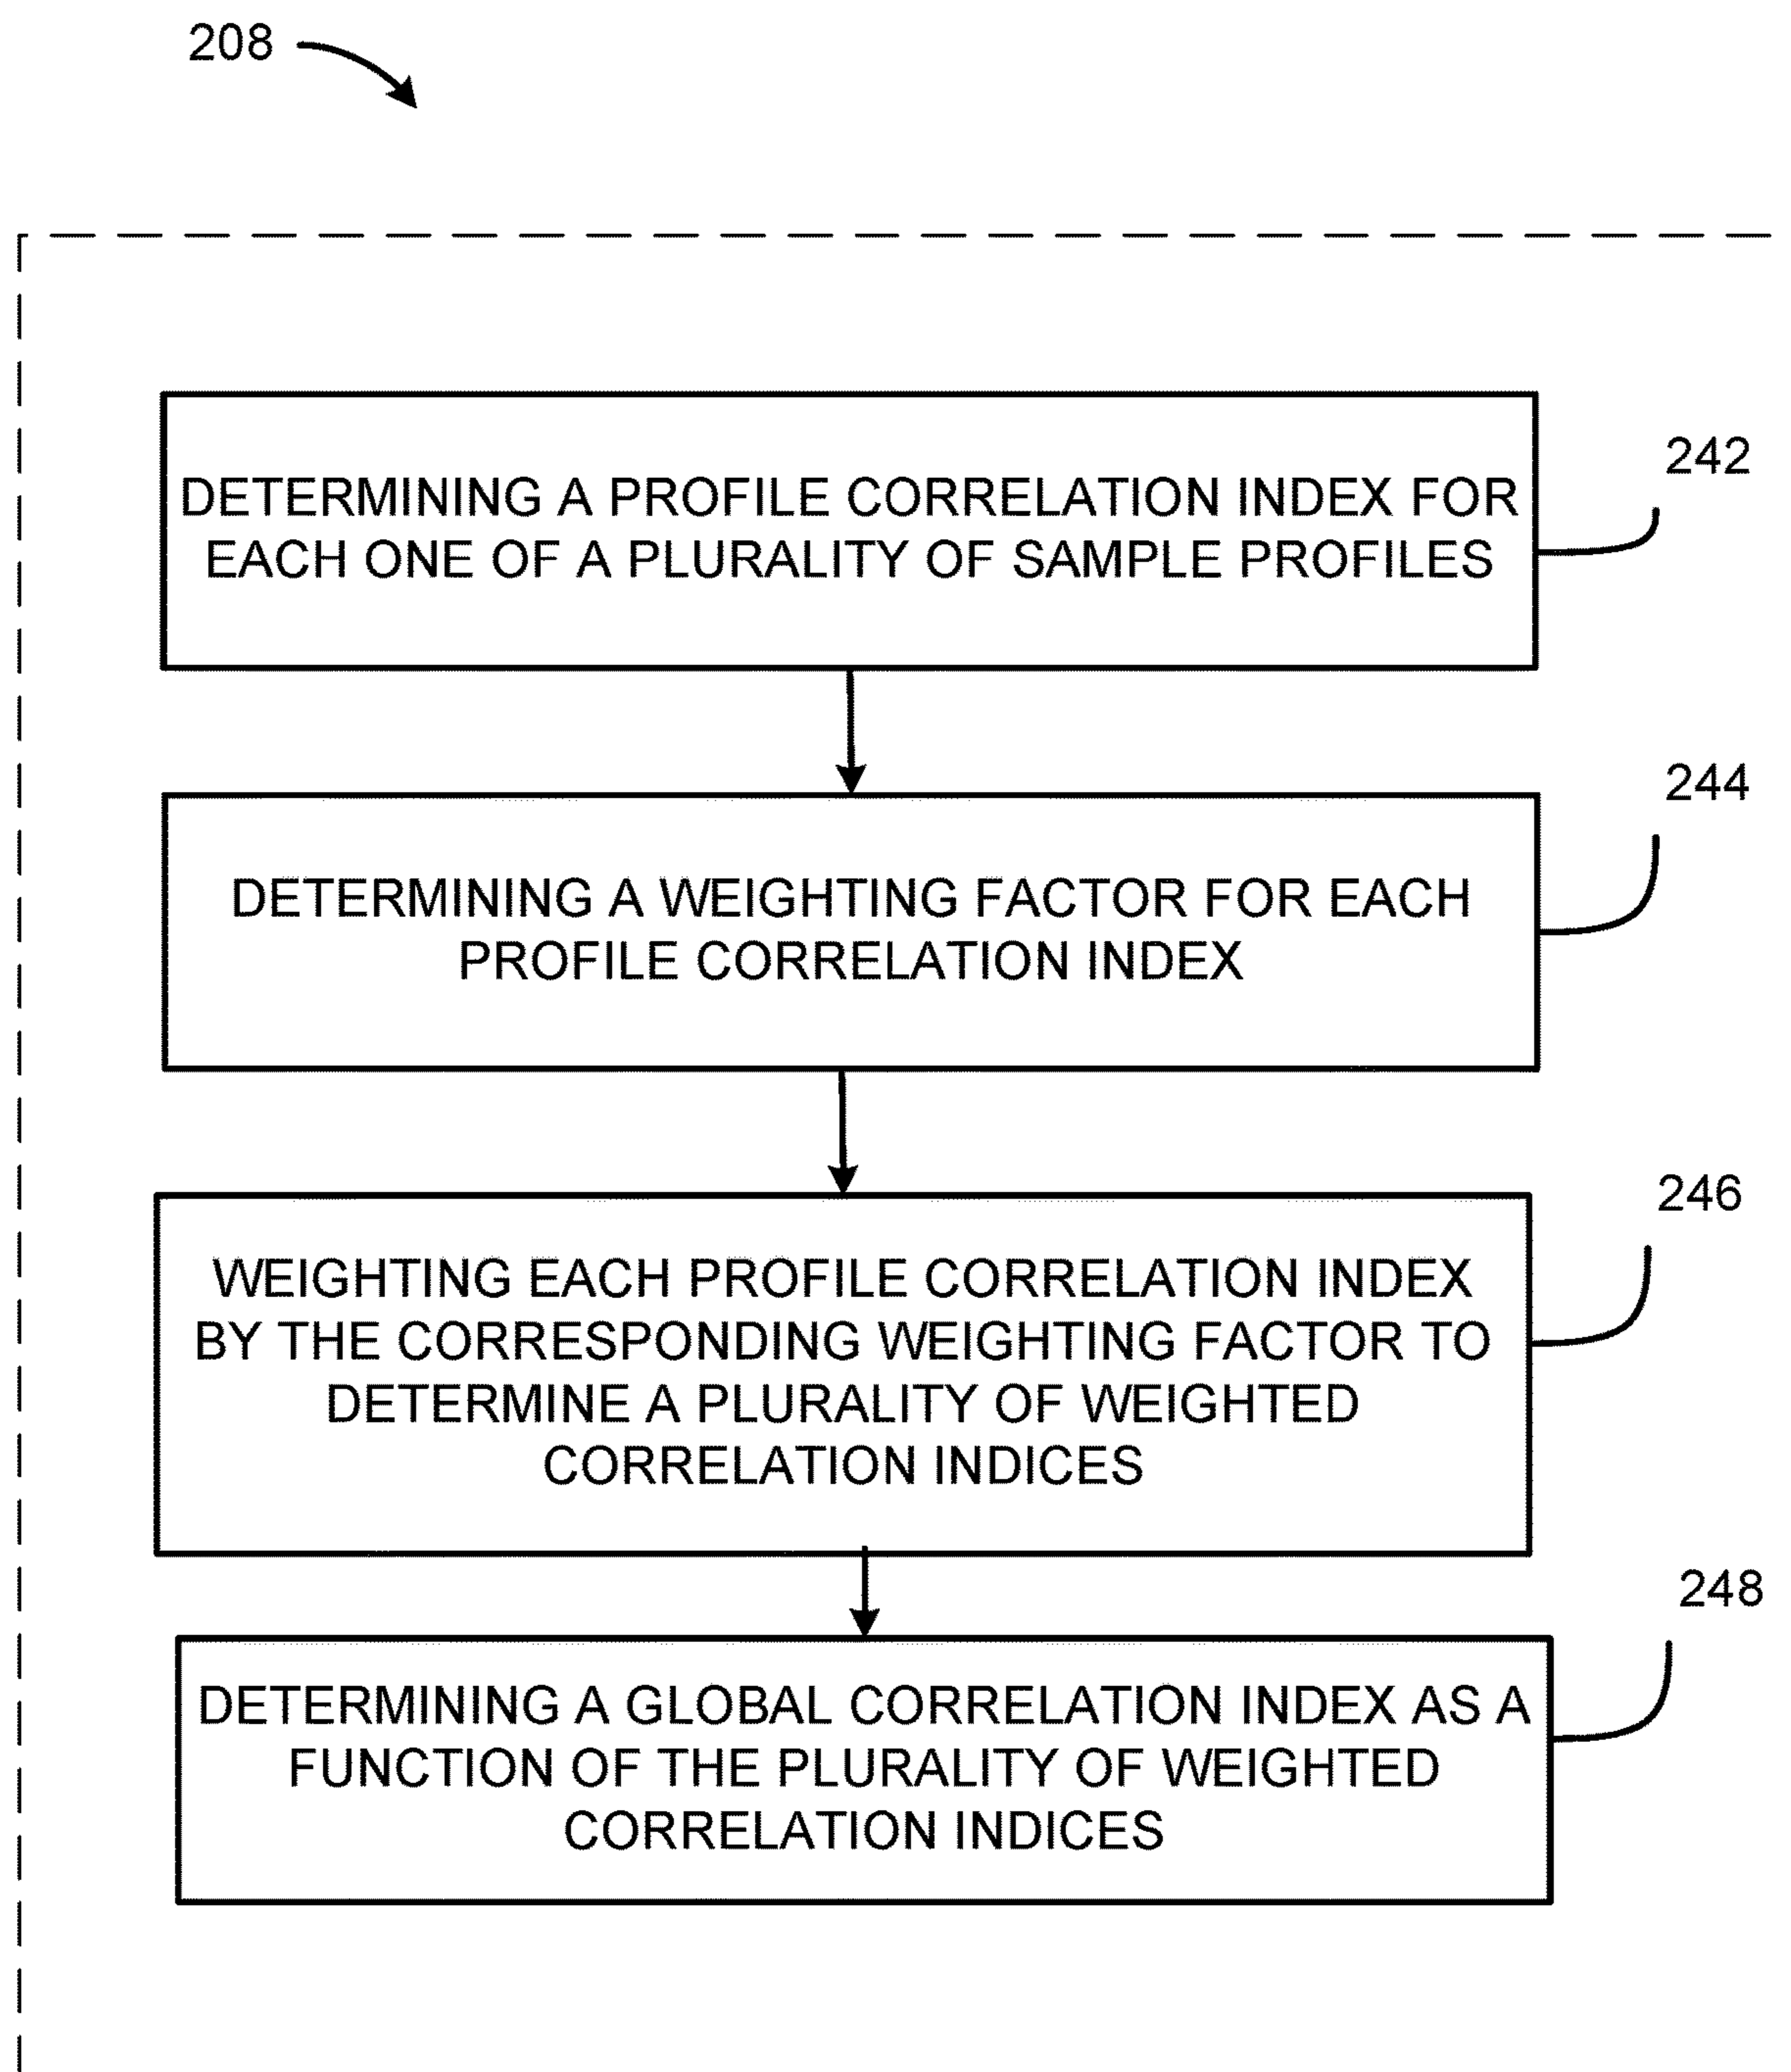 208
DETERMINING A PROFILE CORRELATION INDEX FOR
EACH ONE OF A PLURALITY OF SAMPLE PROFILES
242
DETERMINING A WEIGHTING FACTOR FOR EACH
PROFILE CORRELATION INDEX
244
WEIGHTING EACH PROFILE CORRELATION INDEX
BY THE CORRESPONDING WEIGHTING FACTOR TO
DETERMINE A PLURALITY OF WEIGHTED
CORRELATION INDICES
246
DETERMINING A GLOBAL CORRELATION INDEX AS A
FUNCTION OF THE PLURALITY OF WEIGHTED
CORRELATION INDICES
248